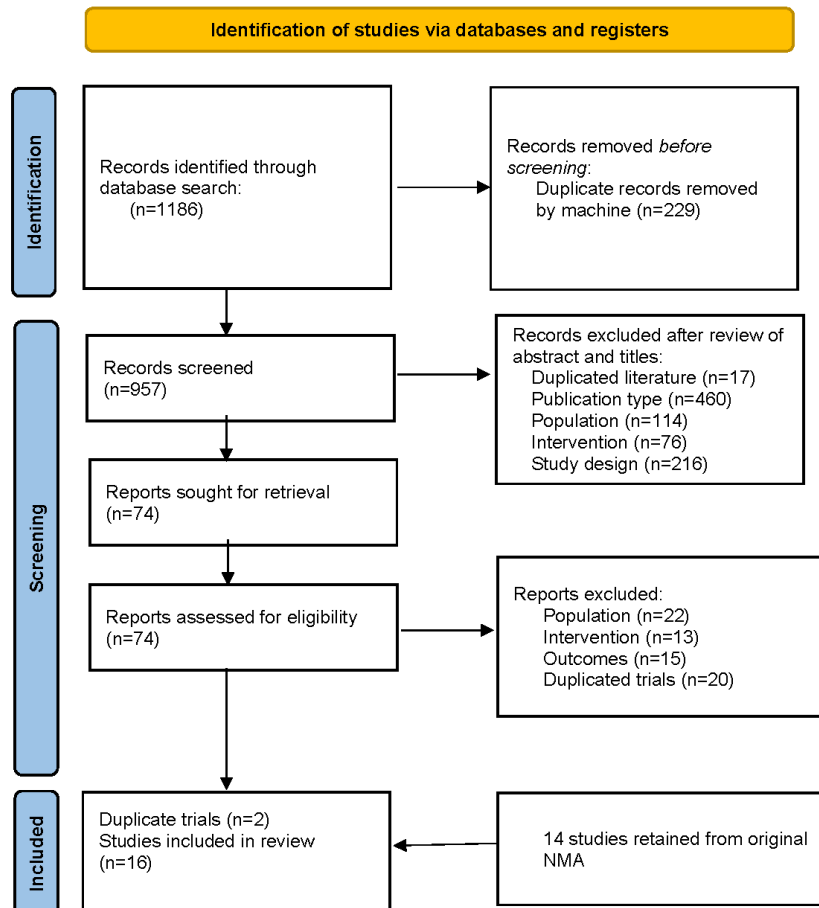 Identification of studies via databases and registers
Identification
Records identified through
database search:
(n=1186)
Records removed before
screening:
Duplicate records removed
by machine (n=229)
Screening
Records screened
(n=957)
Records excluded after review of
abstract and titles:
Duplicated literature (n=17)
Publication type (n=460)
Population (n=114)
Intervention (n=76)
Study design (n=216)
Reports sought for retrieval
(n=74)
Reports assessed for eligibility
(n=74)
Reports excluded:
Population (n=22)
Intervention (n=13)
Outcomes (n=15)
Duplicated trials (n=20)
Included
Duplicate trials (n=2)
Studies included in review
(n=16)
14 studies retained from original
NMA